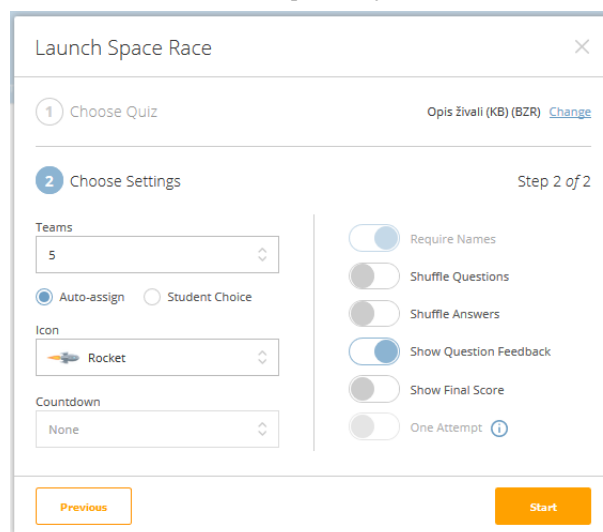 Launch Space Race
1 Choose Quiz
Opis živali (KB) (BZR) Change
2 Choose Settings
Step 2 of 2
Teams
5
Auto-assign Student Choice
Icon
Rocket
Countdown
None
Require Names
Shuffle Questions
Shuffle Answers
Show Question Feedback
Show Final Score
One Attempt i
Previous
Start